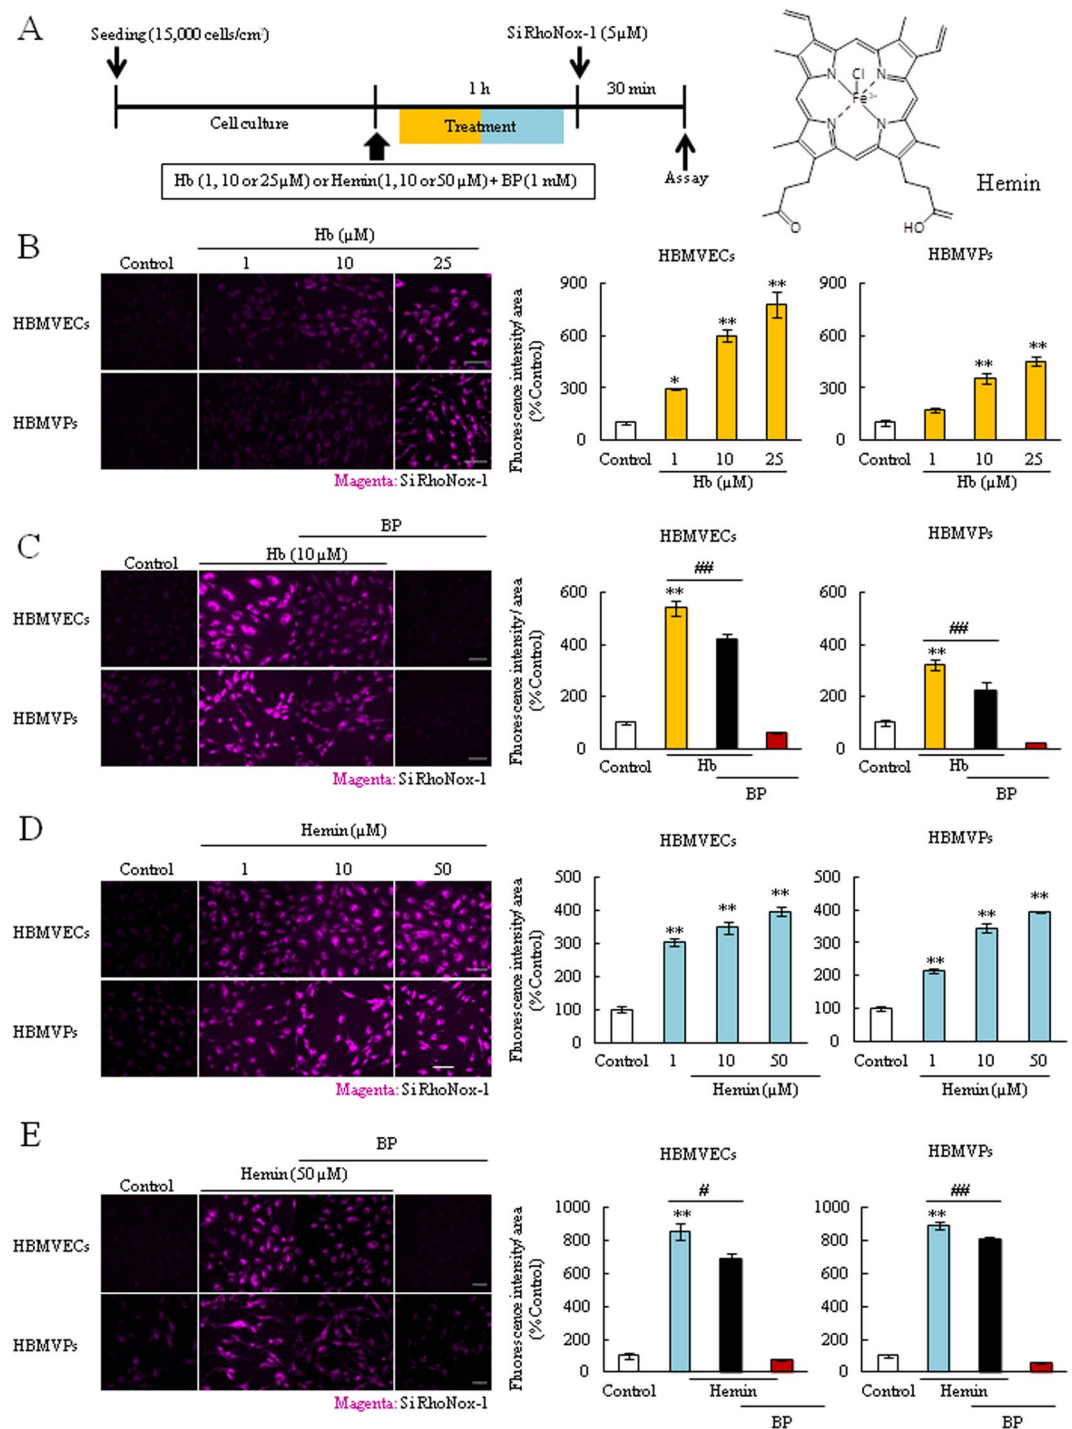 A
Seeding (15,000 cells/cm²)
SiRhoNox-1 (5μM)
1 h
30 min
Cell culture
Treatment
Hb (1, 10 or 25μM) or Hemin(1, 10 or 50 μM) + BP (1 mM)
Assay
Cl
N
N
Fe3+
N
N
O
HO
Hemin
B
Hb (μM)
Control
1
10
25
HBMVECs
HBMVPs
Magenta: SiRhoNox-1
Fluorescence intensity/ area
(% Control)
HBMVECs
900
600
300
0
*
**
**
Control
1
10
25
Hb (μM)
HBMVPs
900
600
300
0
**
**
Control
1
10
25
Hb (μM)
C
BP
Control
Hb (10 μM)
HBMVECs
HBMVPs
Magenta: SiRhoNox-1
Fluorescence intensity / area
(% Control)
HBMVECs
600
400
200
0
##
**
Control
Hb
BP
HBMVPs
600
400
200
0
##
**
Control
Hb
BP
D
Hemin (μM)
Control
1
10
50
HBMVECs
HBMVPs
Magenta: SiRhoNox-1
Fluorescence intensity/ area
(% Control)
HBMVECs
500
400
300
200
100
0
**
**
**
Control
1
10
50
Hemin (μM)
HBMVPs
500
400
300
200
100
0
**
**
**
Control
1
10
50
Hemin (μM)
E
BP
Control
Hemin (50 μM)
HBMVECs
HBMVPs
Magenta: SiRhoNox-1
Fluorescence intensity/ area
(% Control)
HBMVECs
1000
800
600
400
200
0
#
**
Control
Hemin
BP
HBMVPs
1000
800
600
400
200
0
##
**
Control
Hemin
BP